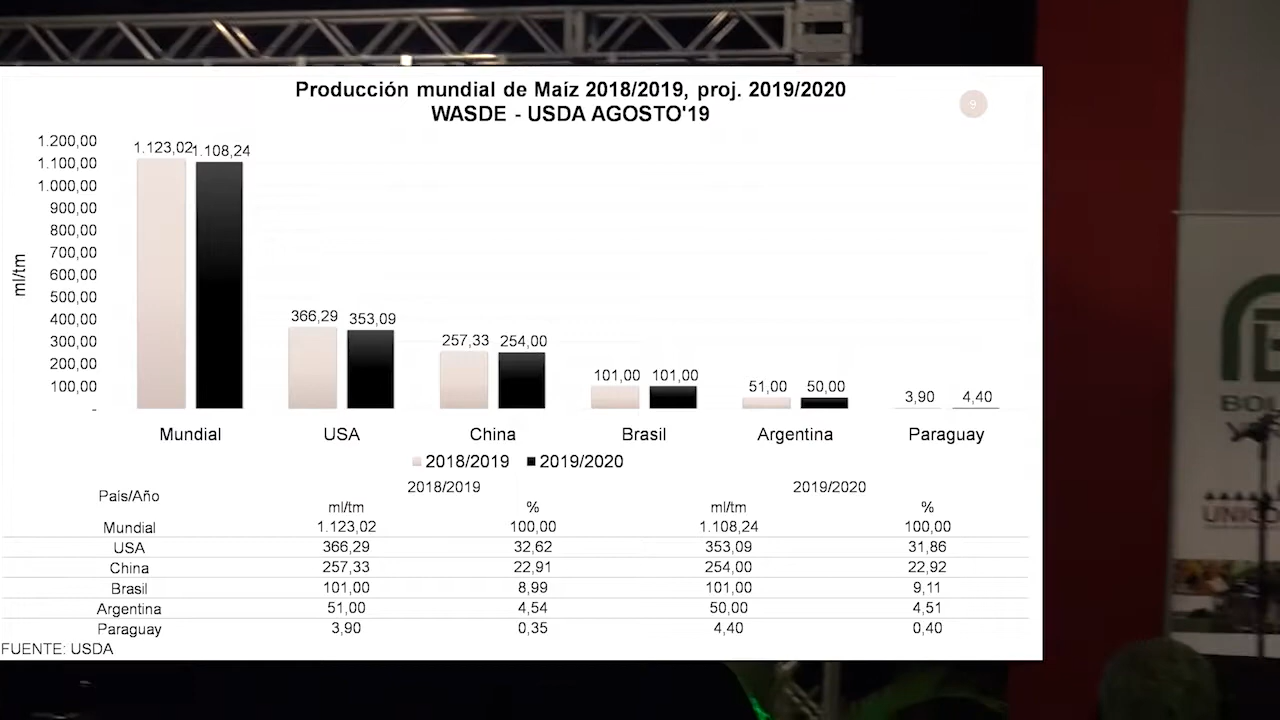 Producción mundial de Maíz 2018/2019, proj. 2019/2020
WASDE - USDA AGOSTO'19
9
1.200,00
1.100,00
1.000,00
900,00
800,00
700,00
600,00
500,00
400,00
300,00
200,00
100,00
-
ml/tm
1.123,02 1.108,24
366,29 353,09
257,33 254,00
101,00 101,00
51,00 50,00
3,90 4,40
Mundial USA China Brasil Argentina Paraguay
2018/2019 2019/2020
País/Año 2018/2019 2019/2020
ml/tm % ml/tm %
Mundial 1.123,02 100,00 1.108,24 100,00
USA 366,29 32,62 353,09 31,86
China 257,33 22,91 254,00 22,92
Brasil 101,00 8,99 101,00 9,11
Argentina 51,00 4,54 50,00 4,51
Paraguay 3,90 0,35 4,40 0,40
FUENTE: USDA